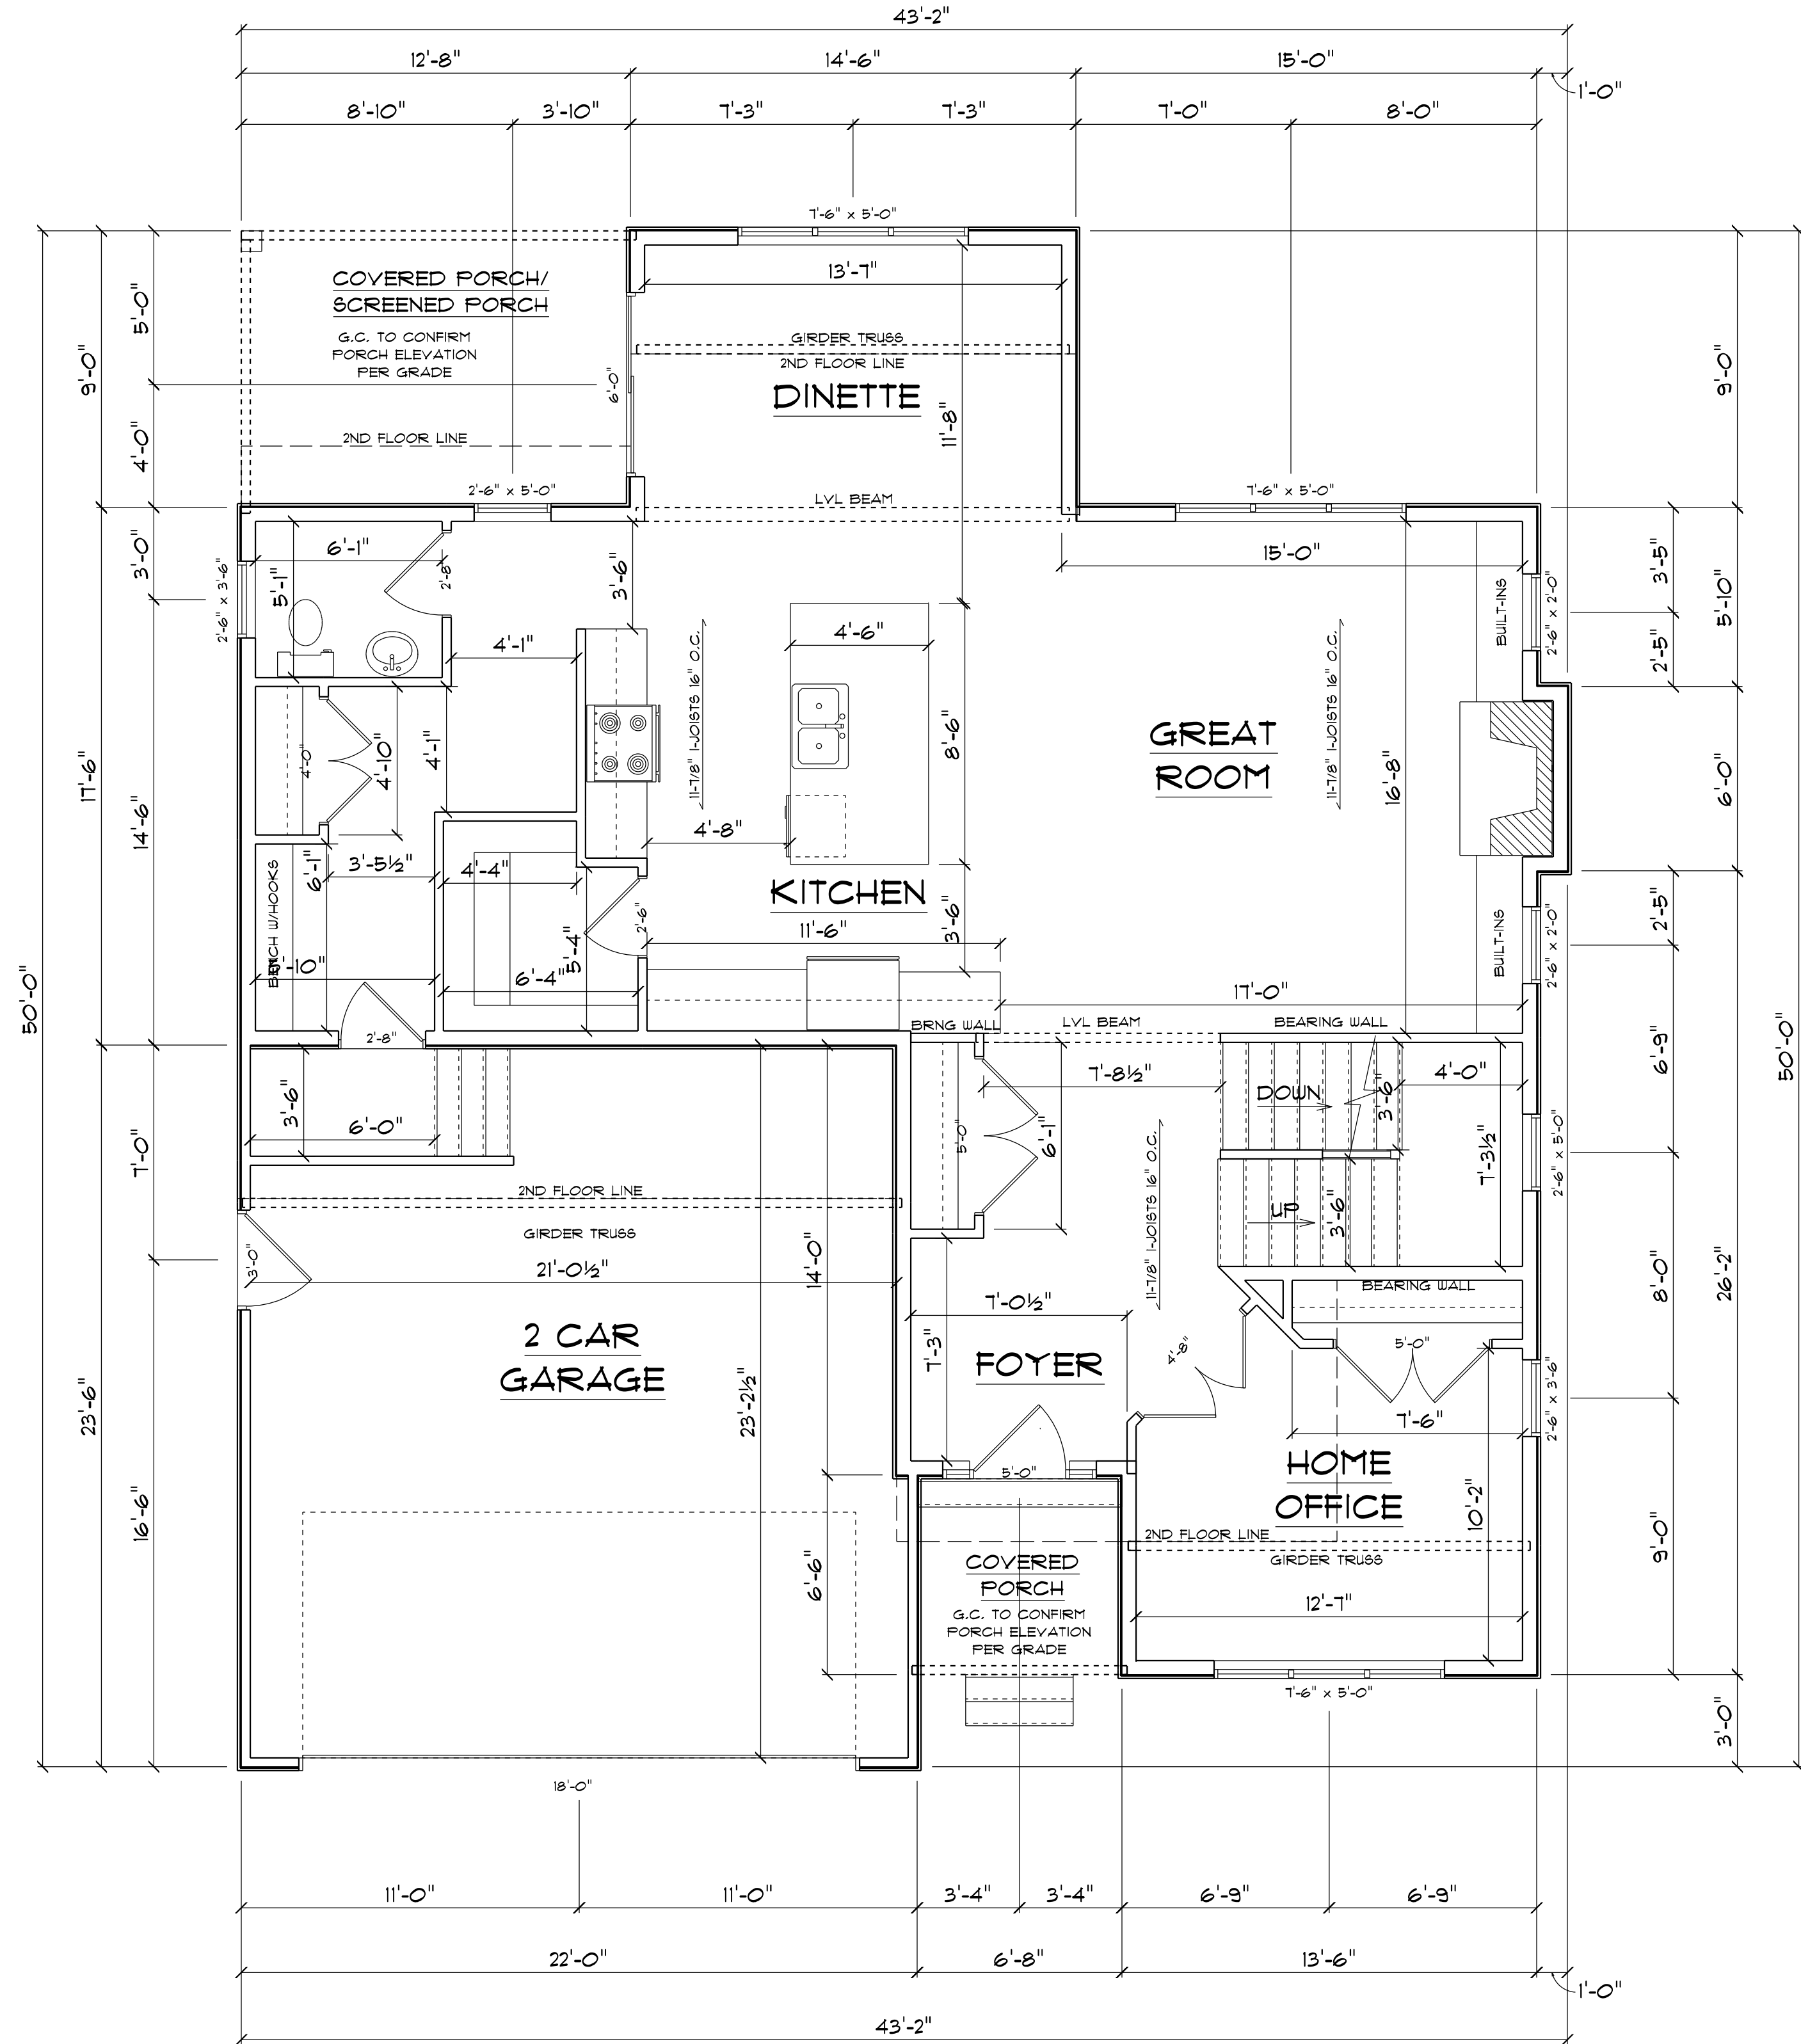 43'-2"
12'-8" 14'-6" 15'-0"
1'-0"
8'-10" 3'-10" 7'-3" 7'-3" 7'-0" 8'-0"
7'-6" x 5'-0"
COVERED PORCH/
SCREENED PORCH
G.C. TO CONFIRM
PORCH ELEVATION
PER GRADE
13'-7"
GIRDER TRUSS
2ND FLOOR LINE
DINETTE
11'-8"
6'-0"
2ND FLOOR LINE
5'-0"
4'-0"
9'-0"
9'-0"
2'-6" x 5'-0"
LVL BEAM
7'-6" x 5'-0"
3'-0"
2'-6" x 3'-6"
6'-1"
5'-1"
2'-8"
3'-6"
15'-0"
BUILT-INS
2'-6" x 2'-0"
3'-5"
5'-10"
2'-5"
4'-1"
11-7/8" I-JOISTS 16" O.C.
4'-6"
11-7/8" I-JOISTS 16" O.C.
GREAT
ROOM
16'-8"
17'-6"
14'-6"
4'-0"
4'-10"
4'-1"
8'-6"
6'-0"
4'-8"
6'-1"
3'-5½"
4'-4"
KITCHEN
BENCH W/HOOKS
2'-6"
11'-6"
3'-6"
BUILT-INS
2'-6" x 2'-0"
2'-5"
5'-4"
6'-4"
17'-0"
50'-0"
50'-0"
2'-8"
BRNG WALL
LVL BEAM
BEARING WALL
6'-9"
3'-6"
6'-0"
7'-8½"
DOWN
3'-6"
4'-0"
5'-0"
6'-1"
7'-3½"
2'-6" x 5'-0"
7'-0"
2ND FLOOR LINE
GIRDER TRUSS
11-7/8" I-JOISTS 16" O.C.
UP
3'-6"
3'-0"
21'-0½"
14'-0"
BEARING WALL
8'-0"
26'-2"
7'-0½"
7'-3"
2 CAR
GARAGE
FOYER
4'-8"
5'-0"
2'-6" x 3'-6"
23'-6"
16'-6"
23'-2½"
7'-6"
HOME
OFFICE
5'-0"
10'-2"
2ND FLOOR LINE
GIRDER TRUSS
9'-0"
6'-6"
COVERED
PORCH
G.C. TO CONFIRM
PORCH ELEVATION
PER GRADE
12'-7"
7'-6" x 5'-0"
3'-0"
18'-0"
11'-0" 11'-0" 3'-4" 3'-4" 6'-9" 6'-9"
22'-0" 6'-8" 13'-6"
1'-0"
43'-2"